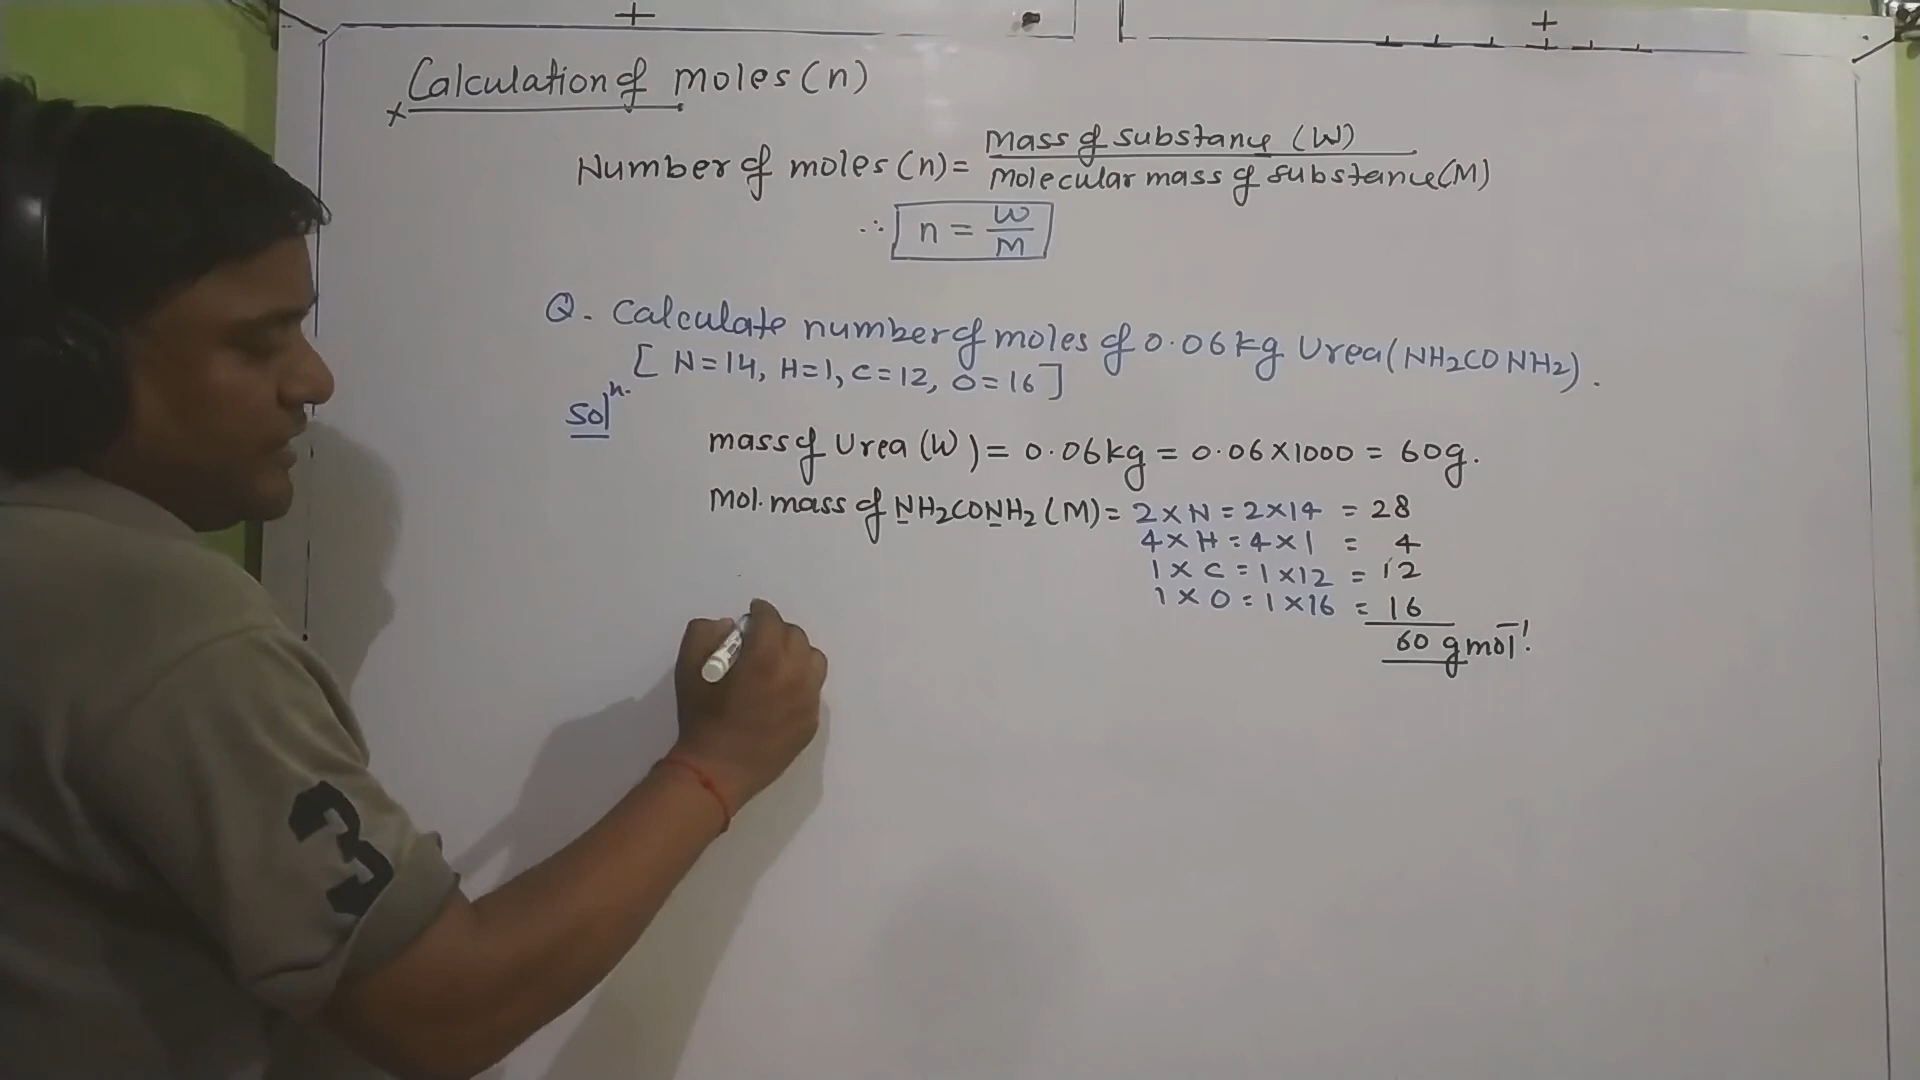 Calculation of moles (n)
Number of moles (n) = Mass of substance (W) / Molecular mass of substance (M)
∴ n = W / M
Q. Calculate number of moles of 0.06 kg Urea (NH₂CONH₂).
[ N=14, H=1, C=12, O=16 ]
Solⁿ.
mass of Urea (W) = 0.06 kg = 0.06 × 1000 = 60g.
Mol. mass of NH₂CONH₂ (M) = 2 × N = 2 × 14 = 28
4 × H = 4 × 1 = 4
1 × C = 1 × 12 = 12
1 × O = 1 × 16 = 16
60 g mol⁻¹
3